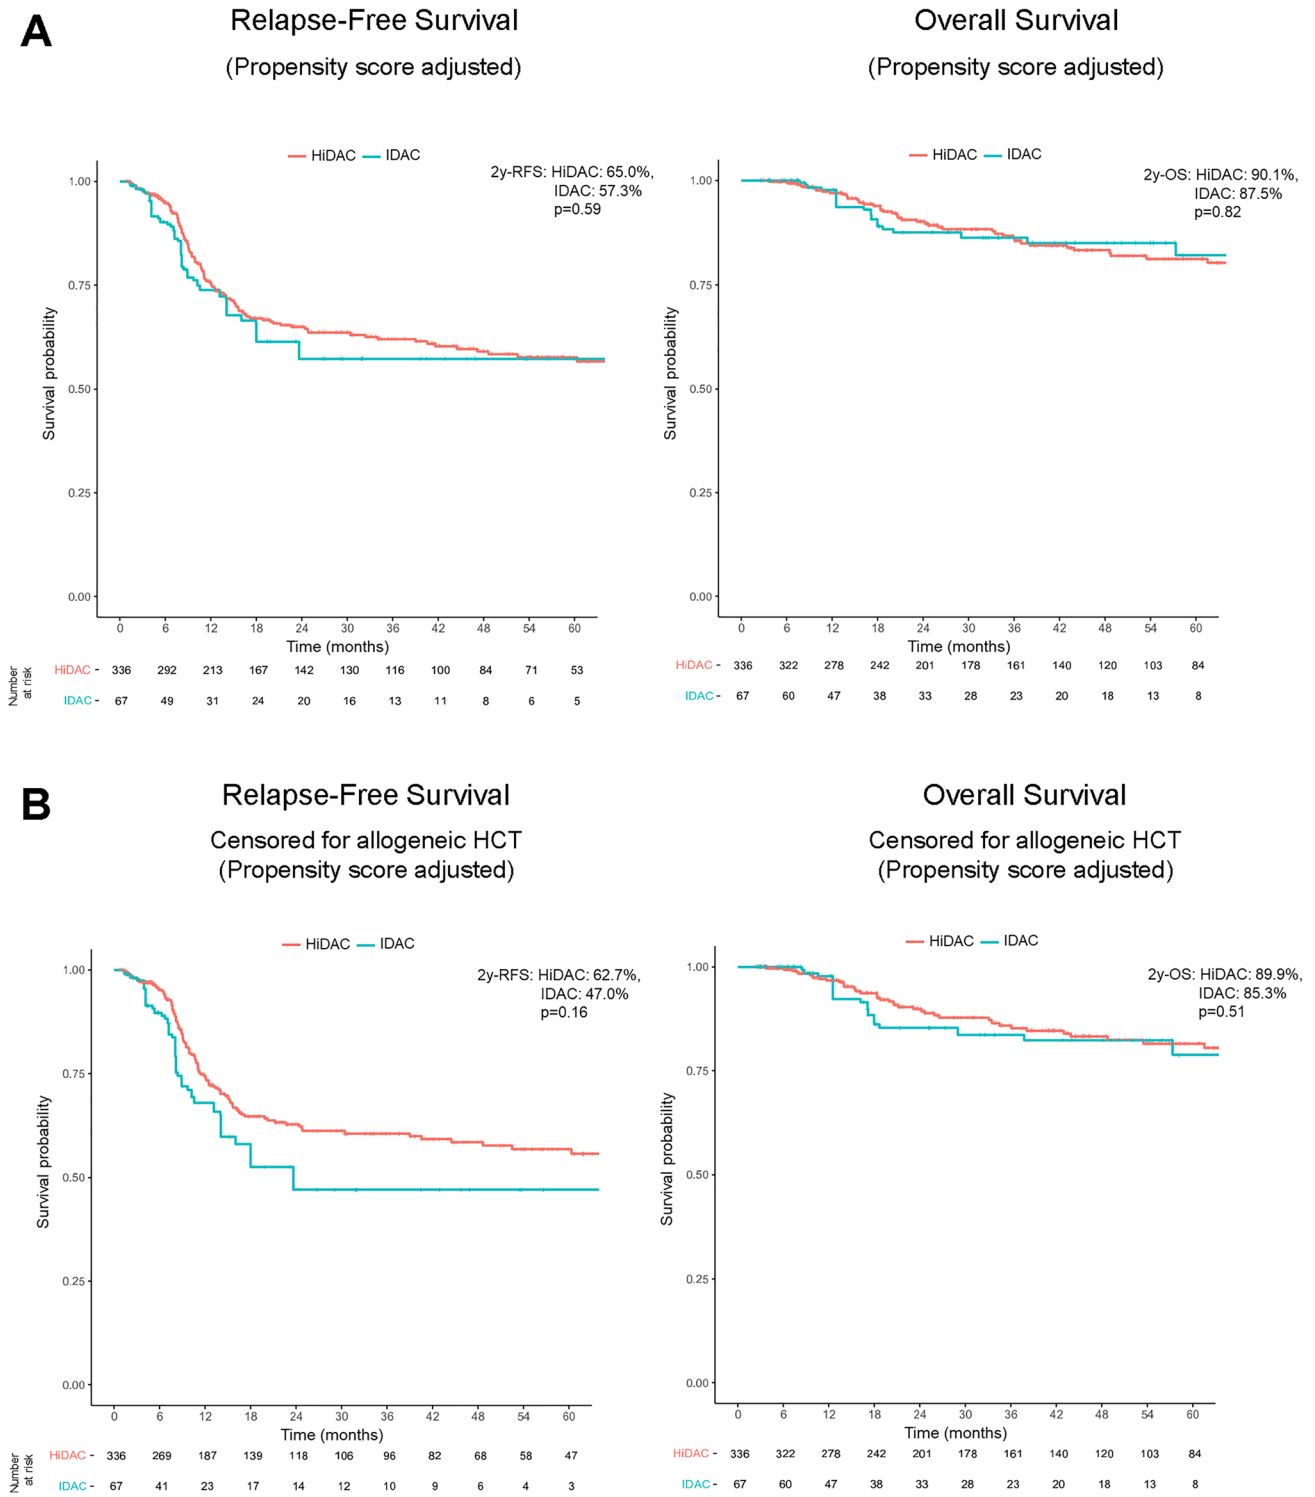 A
Relapse-Free Survival
(Propensity score adjusted)
HiDAC IDAC
2y-RFS: HiDAC: 65.0%,
IDAC: 57.3%
p=0.59
1.00
0.75
0.50
0.25
0.00
Survival probability
0 6 12 18 24 30 36 42 48 54 60
Time (months)
Number
at risk
HiDAC - 336 292 213 167 142 130 116 100 84 71 53
IDAC - 67 49 31 24 20 16 13 11 8 6 5
Overall Survival
(Propensity score adjusted)
HiDAC IDAC
2y-OS: HiDAC: 90.1%,
IDAC: 87.5%
p=0.82
1.00
0.75
0.50
0.25
0.00
Survival probability
0 6 12 18 24 30 36 42 48 54 60
Time (months)
HiDAC - 336 322 278 242 201 178 161 140 120 103 84
IDAC - 67 60 47 38 33 28 23 20 18 13 8
B
Relapse-Free Survival
Censored for allogeneic HCT
(Propensity score adjusted)
HiDAC IDAC
2y-RFS: HiDAC: 62.7%,
IDAC: 47.0%
p=0.16
1.00
0.75
0.50
0.25
0.00
Survival probability
0 6 12 18 24 30 36 42 48 54 60
Time (months)
Number
at risk
HiDAC - 336 269 187 139 118 106 96 82 68 58 47
IDAC - 67 41 23 17 14 12 10 9 6 4 3
Overall Survival
Censored for allogeneic HCT
(Propensity score adjusted)
HiDAC IDAC
2y-OS: HiDAC: 89.9%,
IDAC: 85.3%
p=0.51
1.00
0.75
0.50
0.25
0.00
Survival probability
0 6 12 18 24 30 36 42 48 54 60
Time (months)
HiDAC - 336 322 278 242 201 178 161 140 120 103 84
IDAC - 67 60 47 38 33 28 23 20 18 13 8